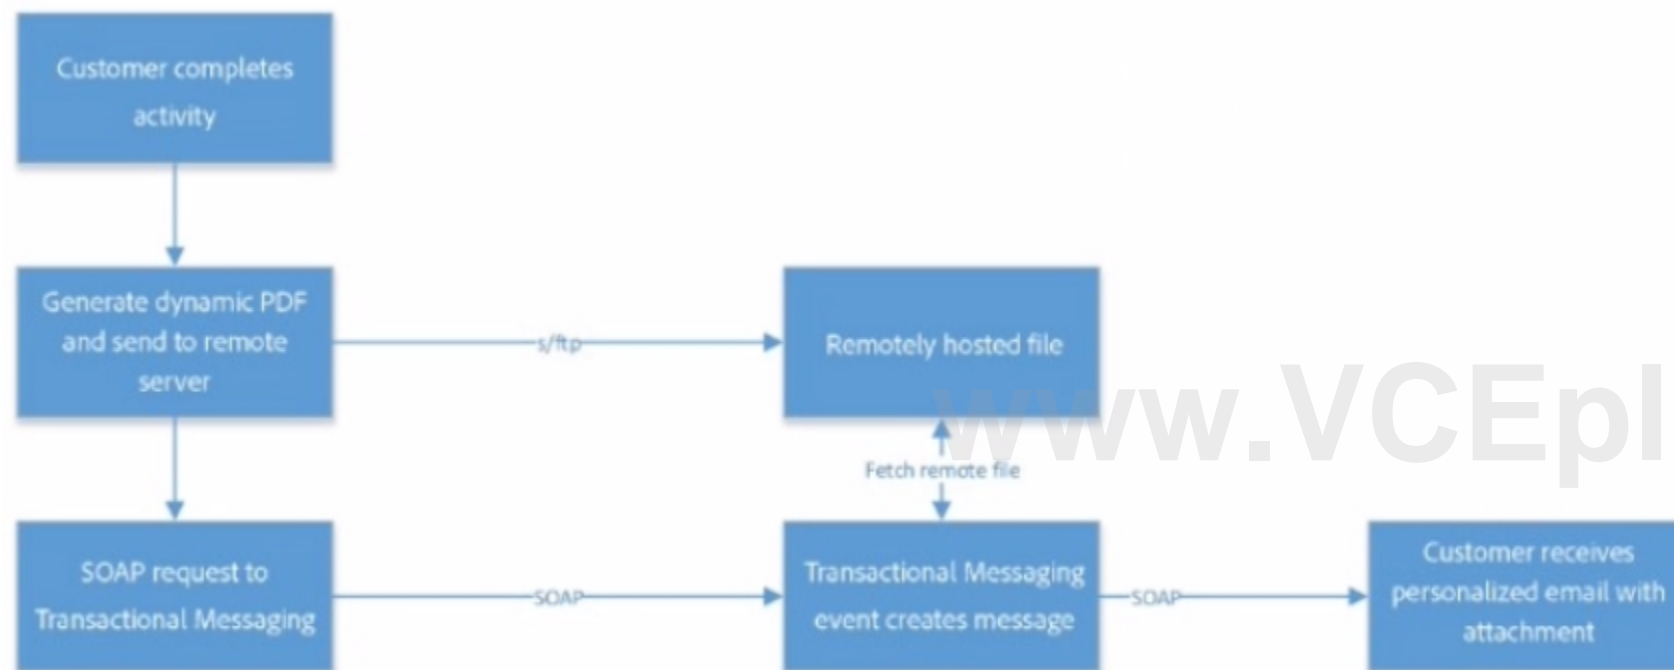 Customer completes
activity
Generate dynamic PDF
and send to remote
server
s/ftp
Remotely hosted file
www.VCEpl
Fetch remote file
SOAP request to
Transactional Messaging
SOAP
Transactional Messaging
event creates message
SOAP
Customer receives
personalized email with
attachment